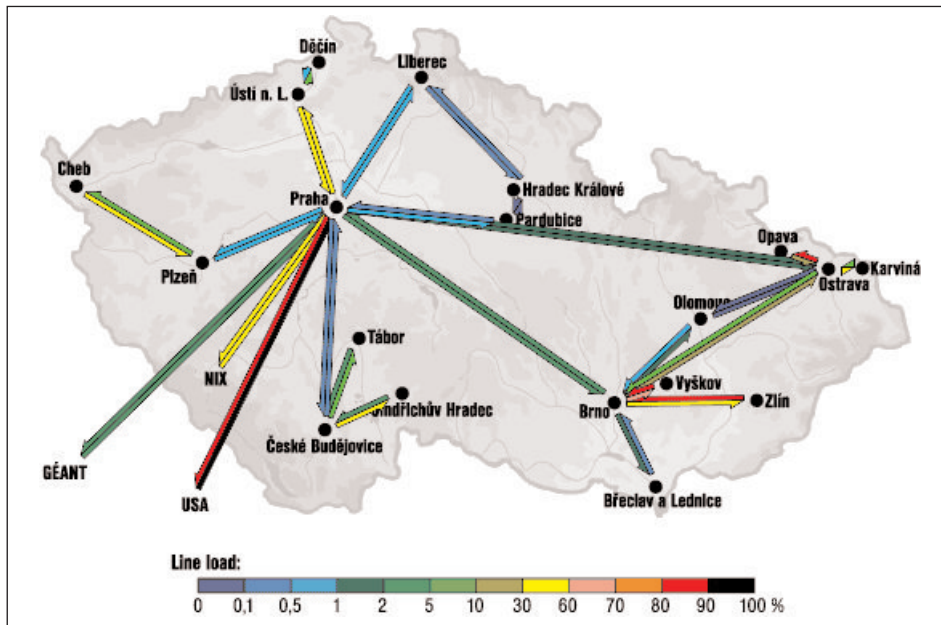 Děčín
Liberec
Ústí n. L.
Cheb
Hradec Králové
Praha
Pardubice
Opava
Plzeň
Ostrava
Karviná
Olomouc
Tábor
NIX
Vyškov
Jindřichův Hradec
Brno
Zlín
České Budějovice
GÉANT
USA
Břeclav a Lednice
Line load:
0 0,1 0,5 1 2 5 10 30 60 70 80 90 100 %